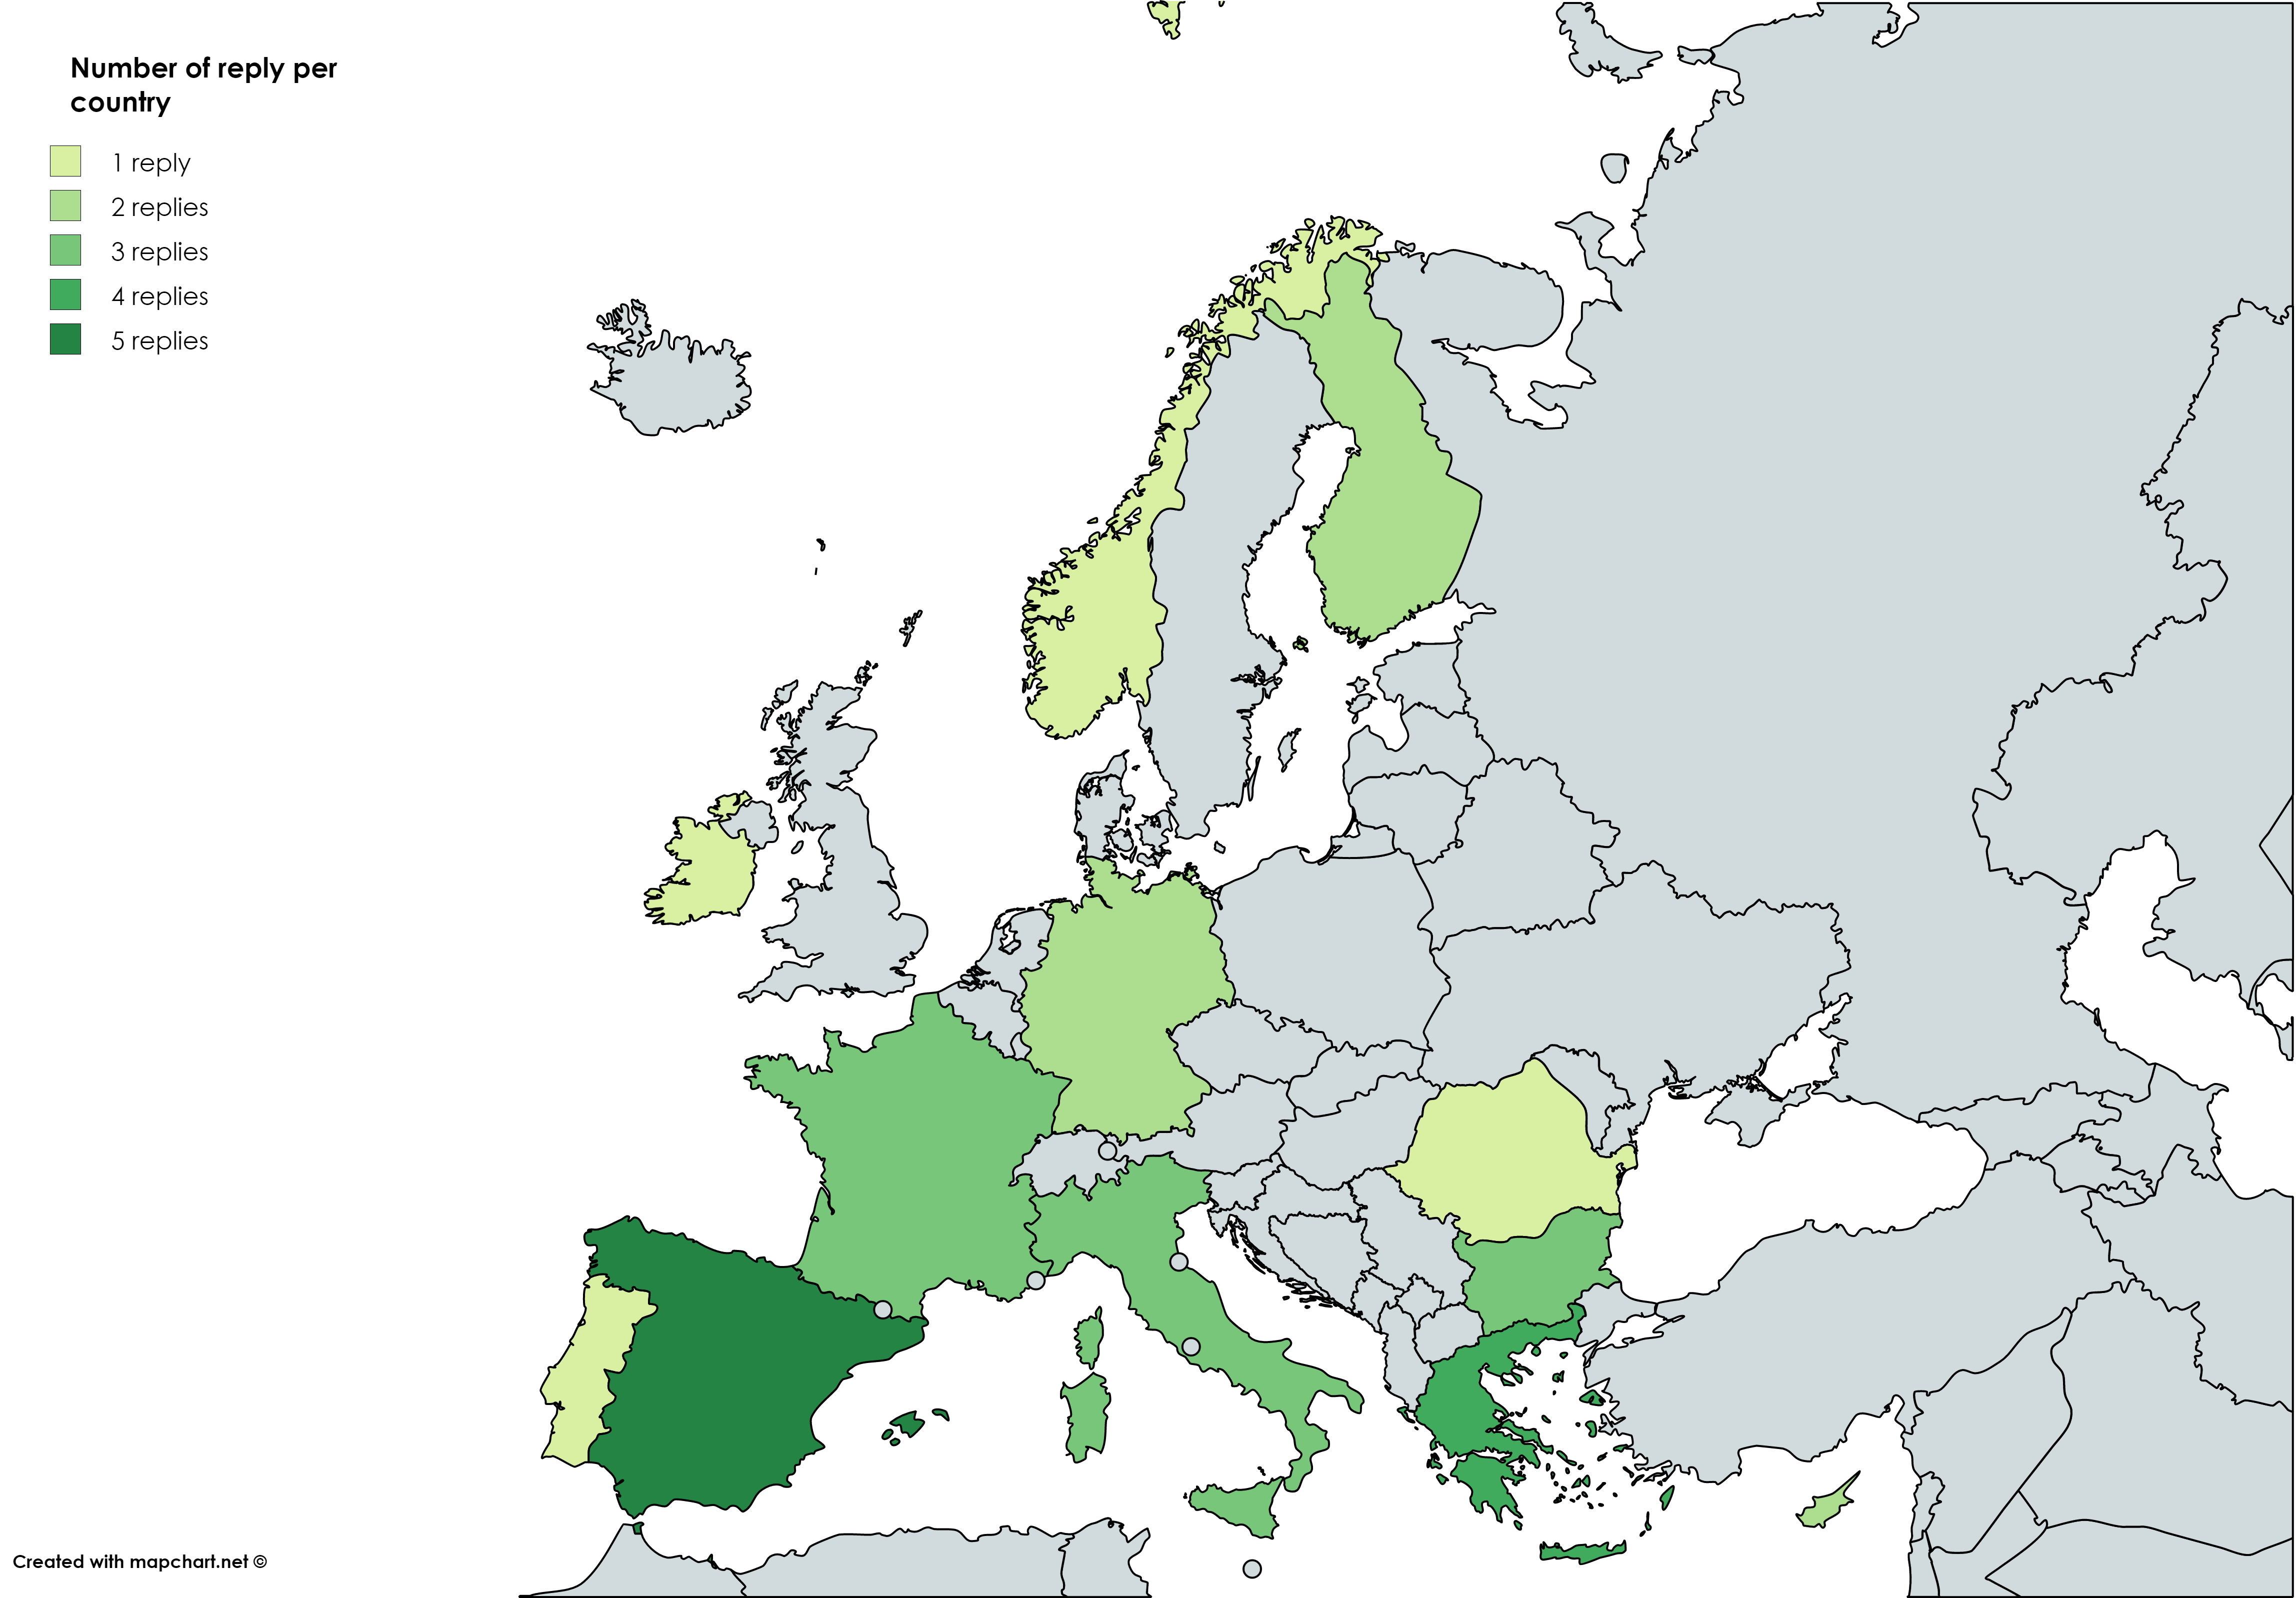 Number of reply per
country
1 reply
2 replies
3 replies
4 replies
5 replies
Created with mapchart.net ©